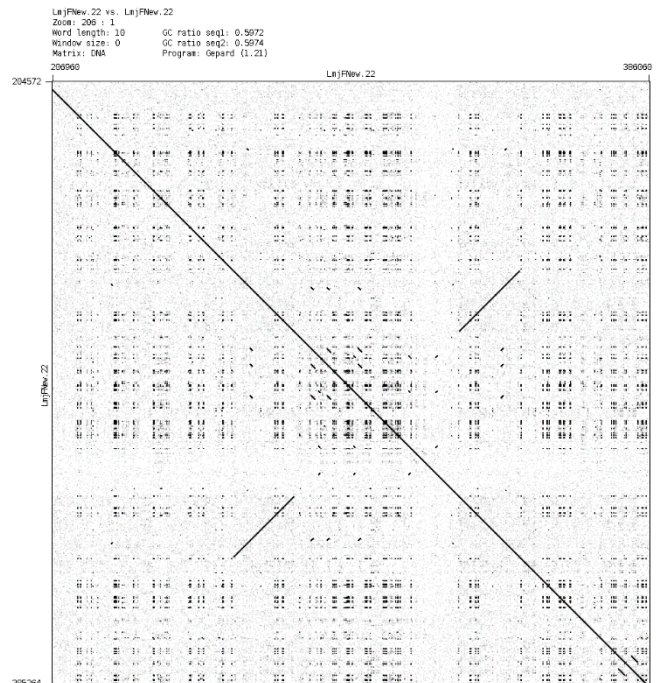 LmjFNew.22 vs. LmjFNew.22
Zoom: 206 : 1
Word length: 10 GC ratio seq1: 0.5972
Window size: 0 GC ratio seq2: 0.5974
Matrix: DNA Program: Gepard (1.21)
LmjFNew.22
206960 386060
204572
LmjFNew.22